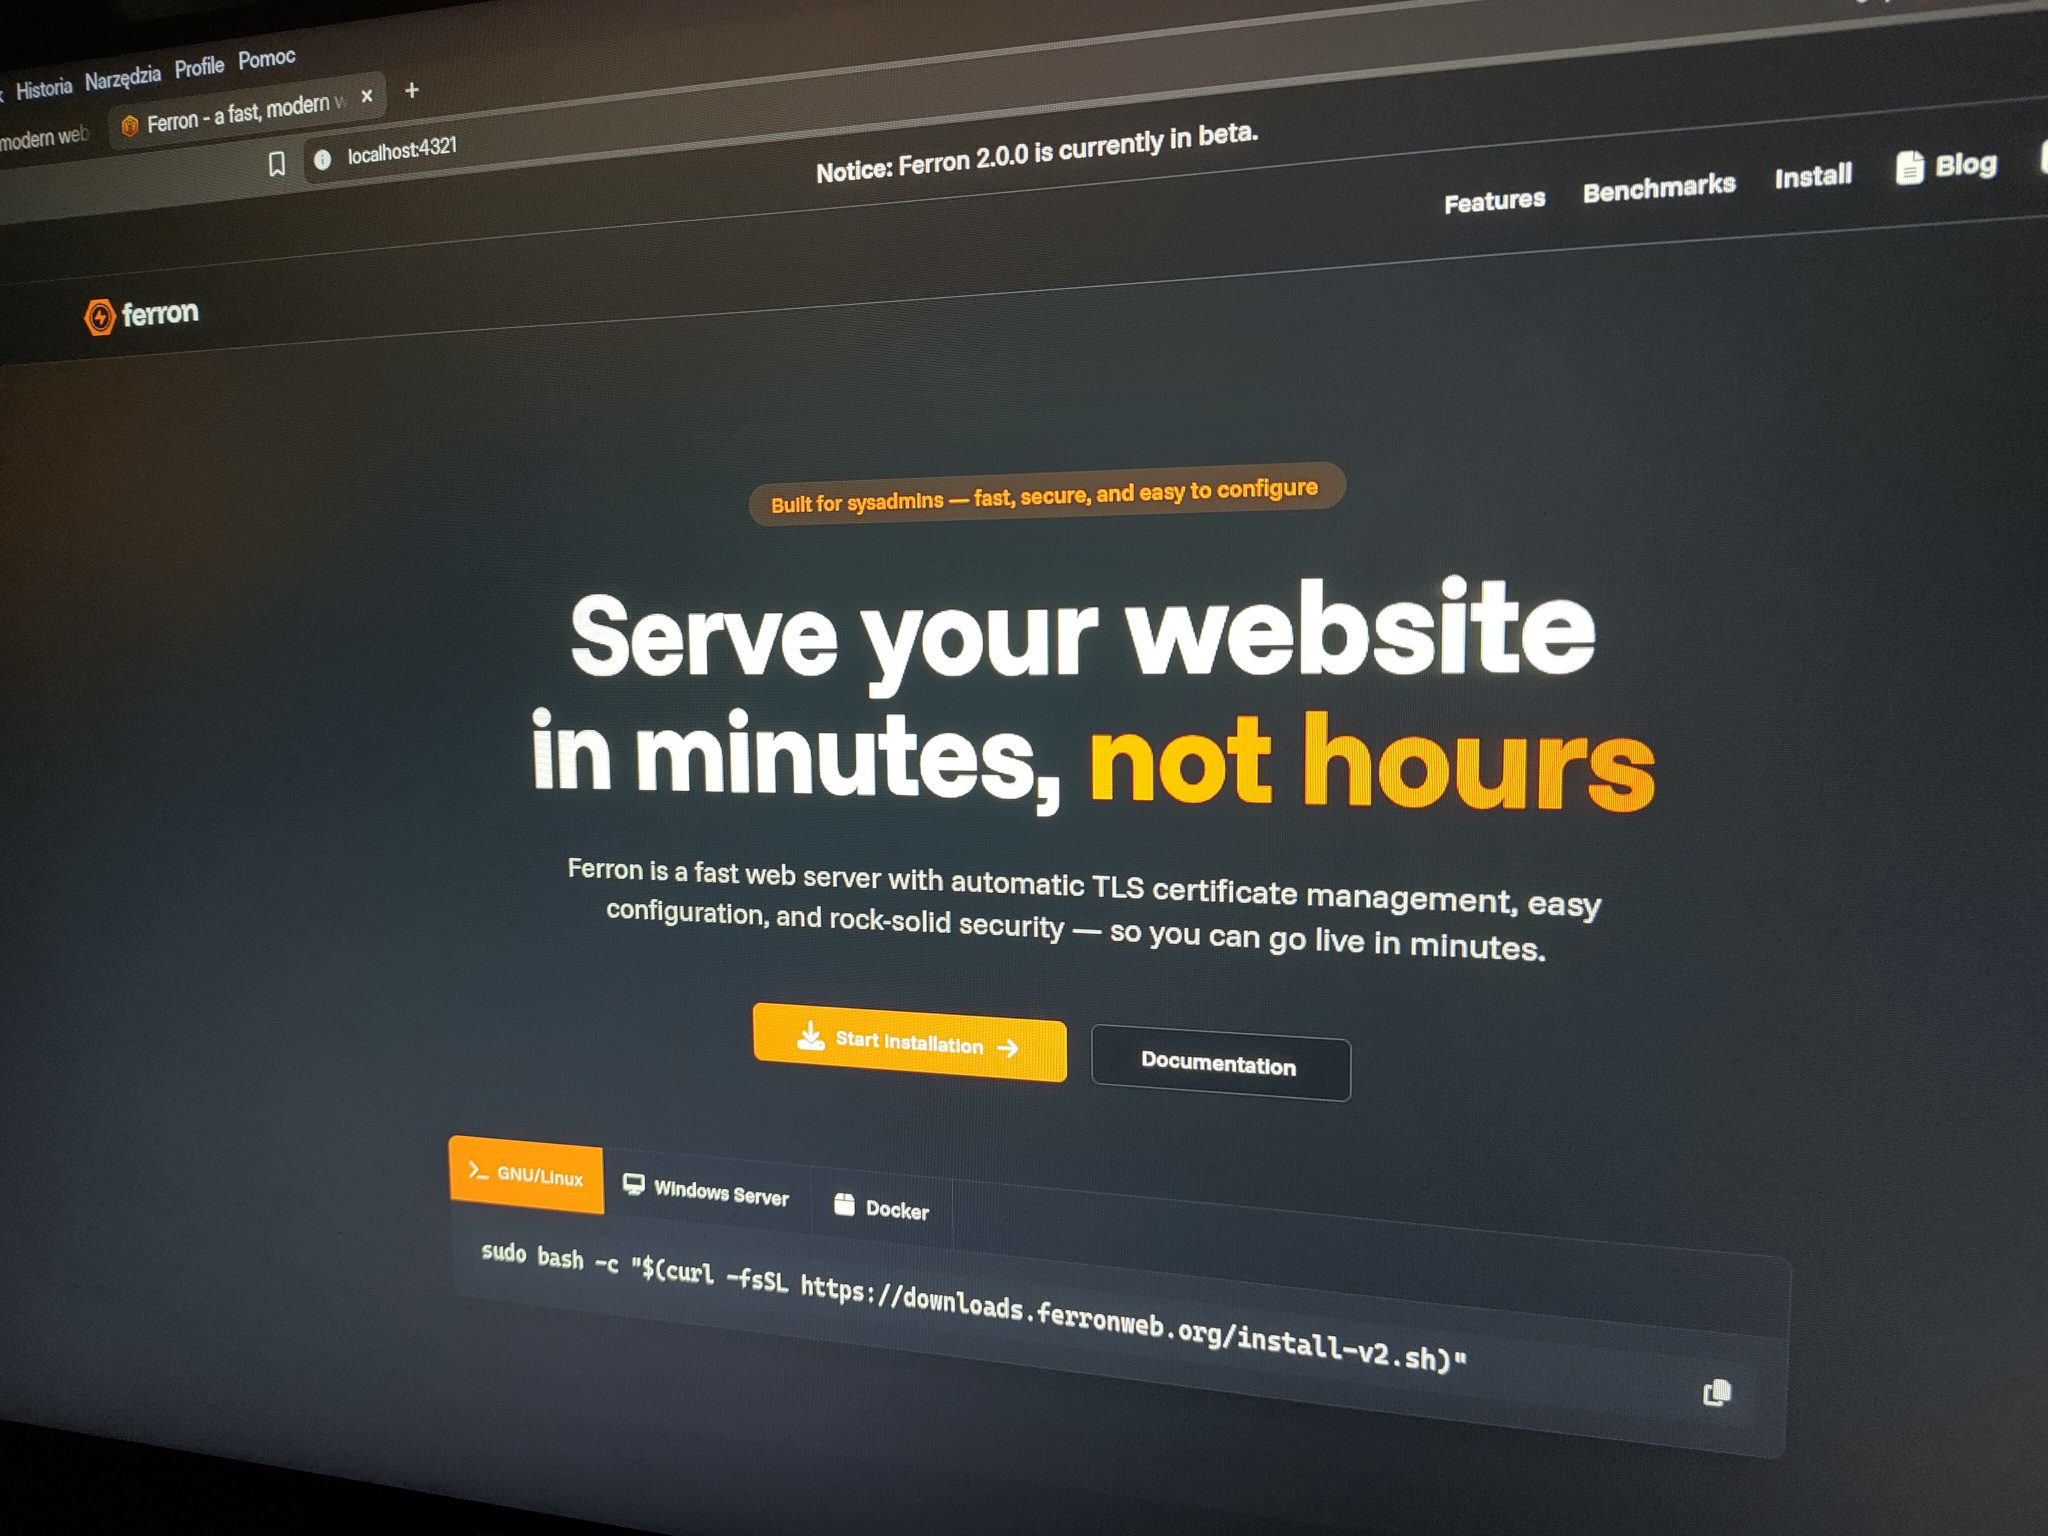 Historia Narzędzia Profile Pomoc
modern web
Ferron - a fast, modern w
localhost:4321
Notice: Ferron 2.0.0 is currently in beta.
ferron
Features Benchmarks Install Blog
Built for sysadmins — fast, secure, and easy to configure
Serve your website
in minutes, not hours
Ferron is a fast web server with automatic TLS certificate management, easy
configuration, and rock-solid security — so you can go live in minutes.
Start installation
Documentation
GNU/Linux Windows Server Docker
sudo bash -c "$(curl -fsSL https://downloads.ferronweb.org/install-v2.sh)"